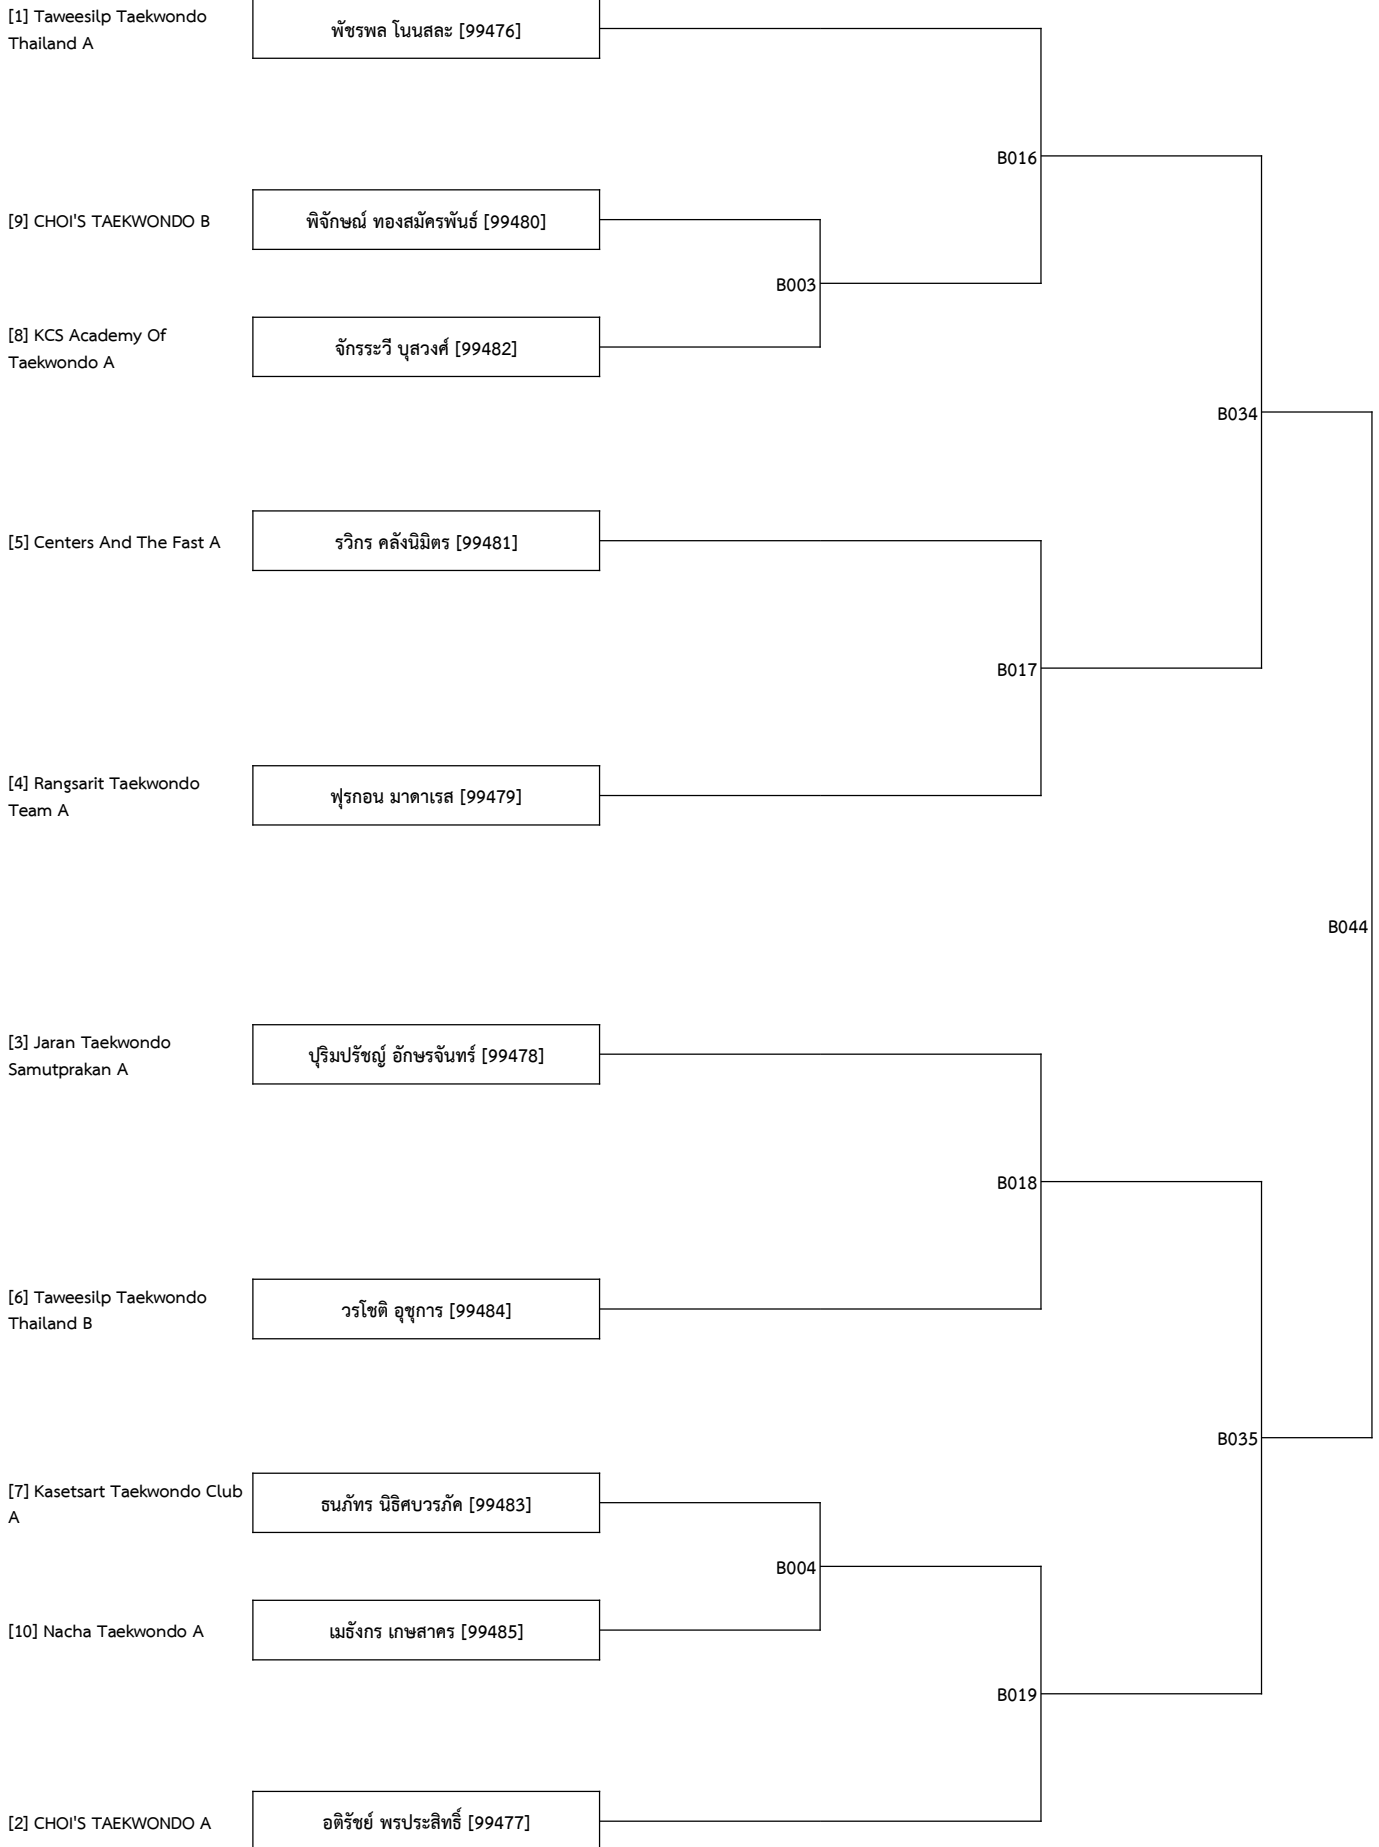 [1] Taweesilp Taekwondo
Thailand A
พัชรพล โนนสละ [99476]
B016
[9] CHOI'S TAEKWONDO B
พิจักษณ์ ทองสมัครพันธ์ [99480]
B003
[8] KCS Academy Of
Taekwondo A
จักรระวี บุสวงศ์ [99482]
B034
[5] Centers And The Fast A
รวิกร คลังนิมิตร [99481]
B017
[4] Rangsarit Taekwondo
Team A
ฟุรกอน มาดาเรส [99479]
B044
[3] Jaran Taekwondo
Samutprakan A
ปุริมปรัชญ์ อักษรจันทร์ [99478]
B018
[6] Taweesilp Taekwondo
Thailand B
วรโชติ อุชุการ [99484]
B035
[7] Kasetsart Taekwondo Club
A
ธนภัทร นิธิศบวรภัค [99483]
B004
[10] Nacha Taekwondo A
เมธังกร เกษสาคร [99485]
B019
[2] CHOI'S TAEKWONDO A
อติรัชย์ พรประสิทธิ์ [99477]